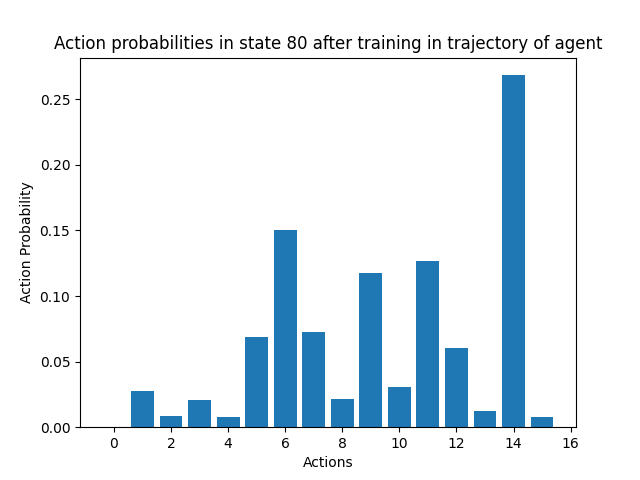 Action probabilities in state 80 after training in trajectory of agent
0.25
0.20
0.15
0.10
0.05
0.00
Action Probability
0 2 4 6 8 10 12 14 16
Actions